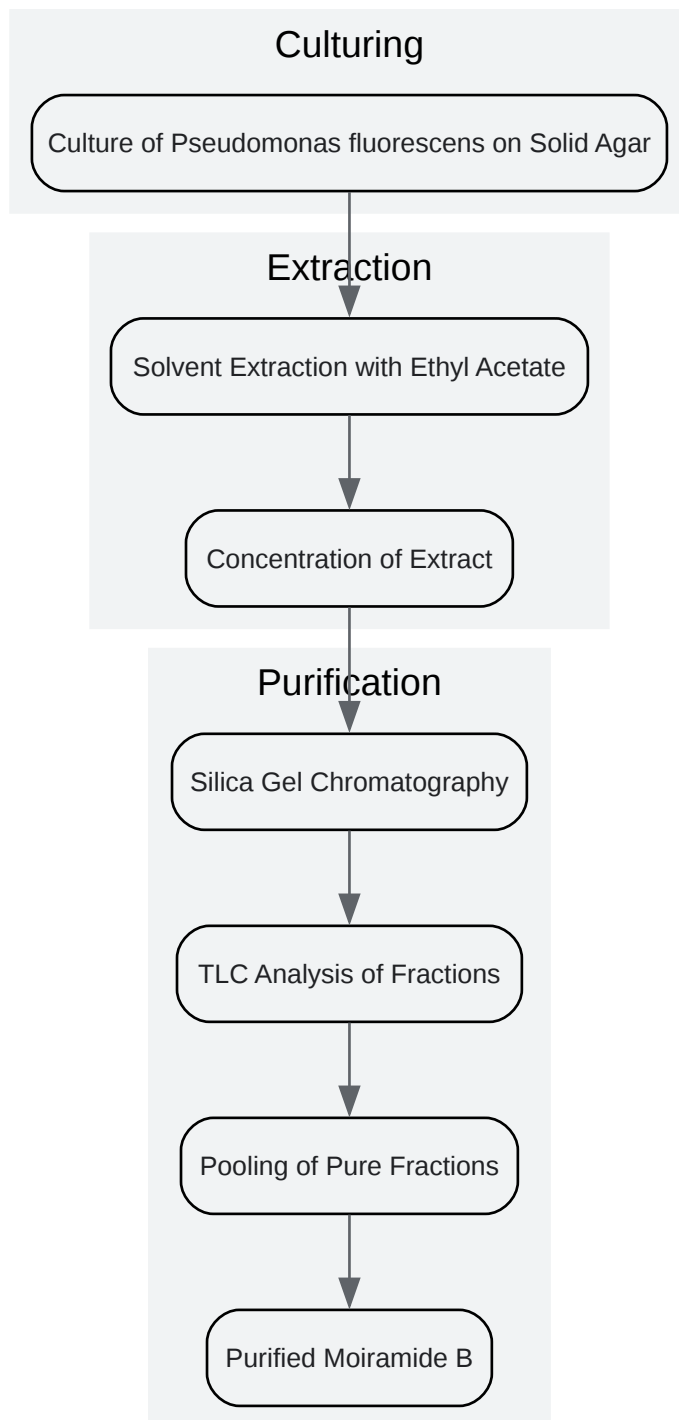 Culturing
Culture of Pseudomonas fluorescens on Solid Agar
Extraction
Solvent Extraction with Ethyl Acetate
Concentration of Extract
Purification
Silica Gel Chromatography
TLC Analysis of Fractions
Pooling of Pure Fractions
Purified Moiramide B